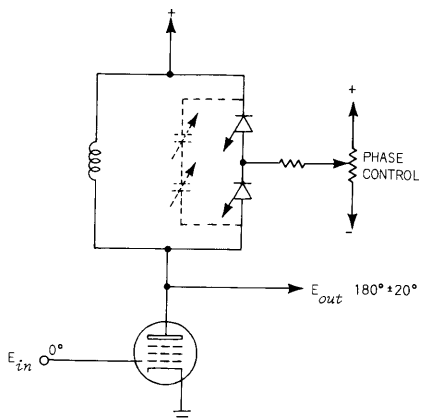 +
+
PHASE
CONTROL
-
E out 180° ±20°
E in 0°